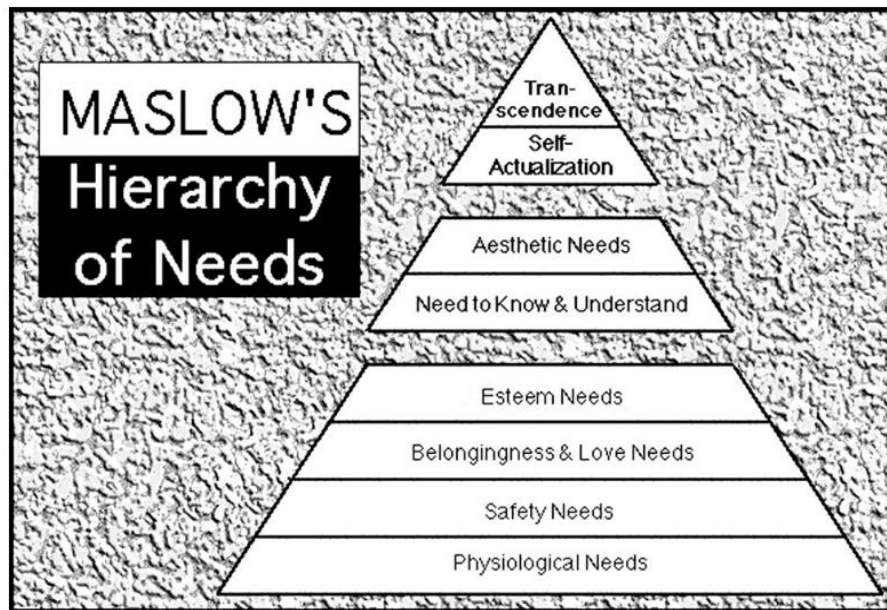 MASLOW'S
Hierarchy
of Needs
Tran-
scendence
Self-
Actualization
Aesthetic Needs
Need to Know & Understand
Esteem Needs
Belongingness & Love Needs
Safety Needs
Physiological Needs